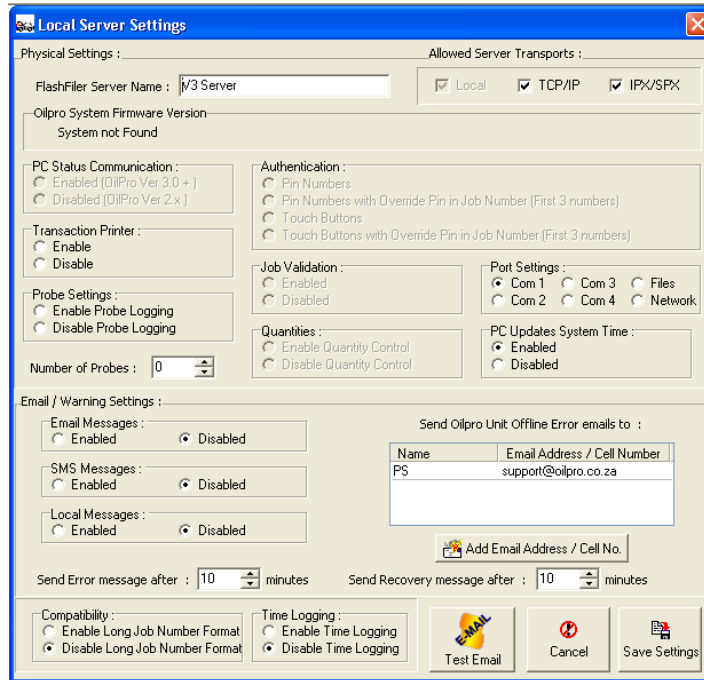 Local Server Settings
Physical Settings :
Allowed Server Transports :
FlashFiler Server Name : V3 Server
Local TCP/IP IPX/SPX
Oilpro System Firmware Version
System not Found
PC Status Communication :
Enabled (OilPro Ver 3.0 + )
Disabled (OilPro Ver 2.x )
Authentication :
Pin Numbers
Pin Numbers with Override Pin in Job Number (First 3 numbers)
Touch Buttons
Touch Buttons with Override Pin in Job Number (First 3 numbers)
Transaction Printer :
Enable
Disable
Job Validation :
Enabled
Disabled
Port Settings :
Com 1 Com 3 Files
Com 2 Com 4 Network
Probe Settings :
Enable Probe Logging
Disable Probe Logging
Number of Probes : 0
Quantities :
Enable Quantity Control
Disable Quantity Control
PC Updates System Time :
Enabled
Disabled
Email / Warning Settings :
Email Messages :
Enabled Disabled
SMS Messages :
Enabled Disabled
Local Messages :
Enabled Disabled
Send Oilpro Unit Offline Error emails to :
Name Email Address / Cell Number
PS support@oilpro.co.za
Add Email Address / Cell No.
Send Error message after : 10 minutes
Send Recovery message after : 10 minutes
Compatibility :
Enable Long Job Number Format
Disable Long Job Number Format
Time Logging :
Enable Time Logging
Disable Time Logging
E-MAIL
Test Email
Cancel
Save Settings